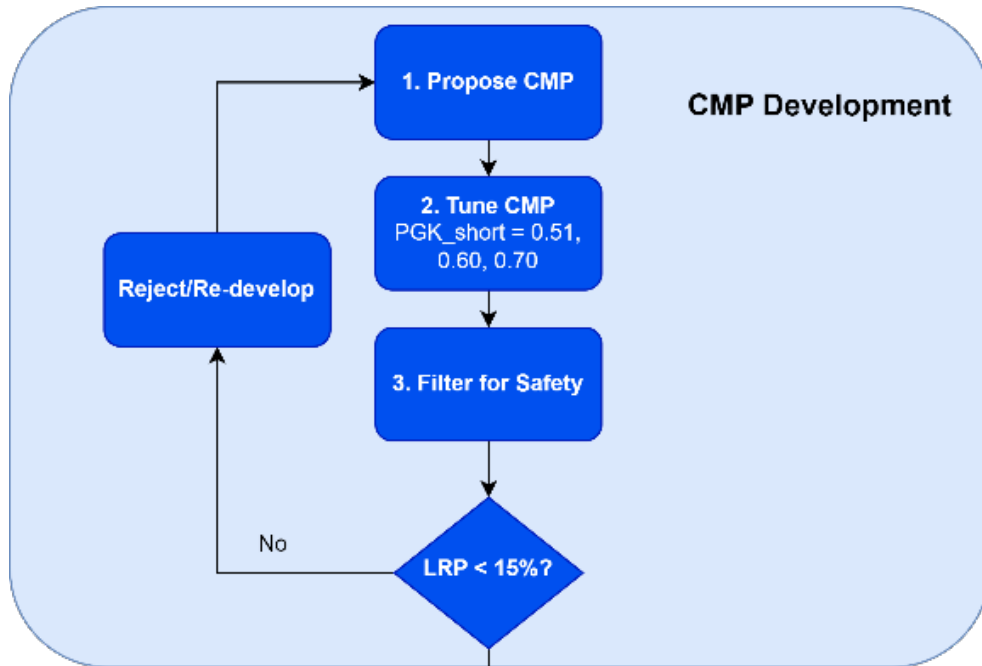 1. Propose CMP
CMP Development
2. Tune CMP
PGK_short = 0.51,
0.60, 0.70
Reject/Re-develop
3. Filter for Safety
No
LRP < 15%?